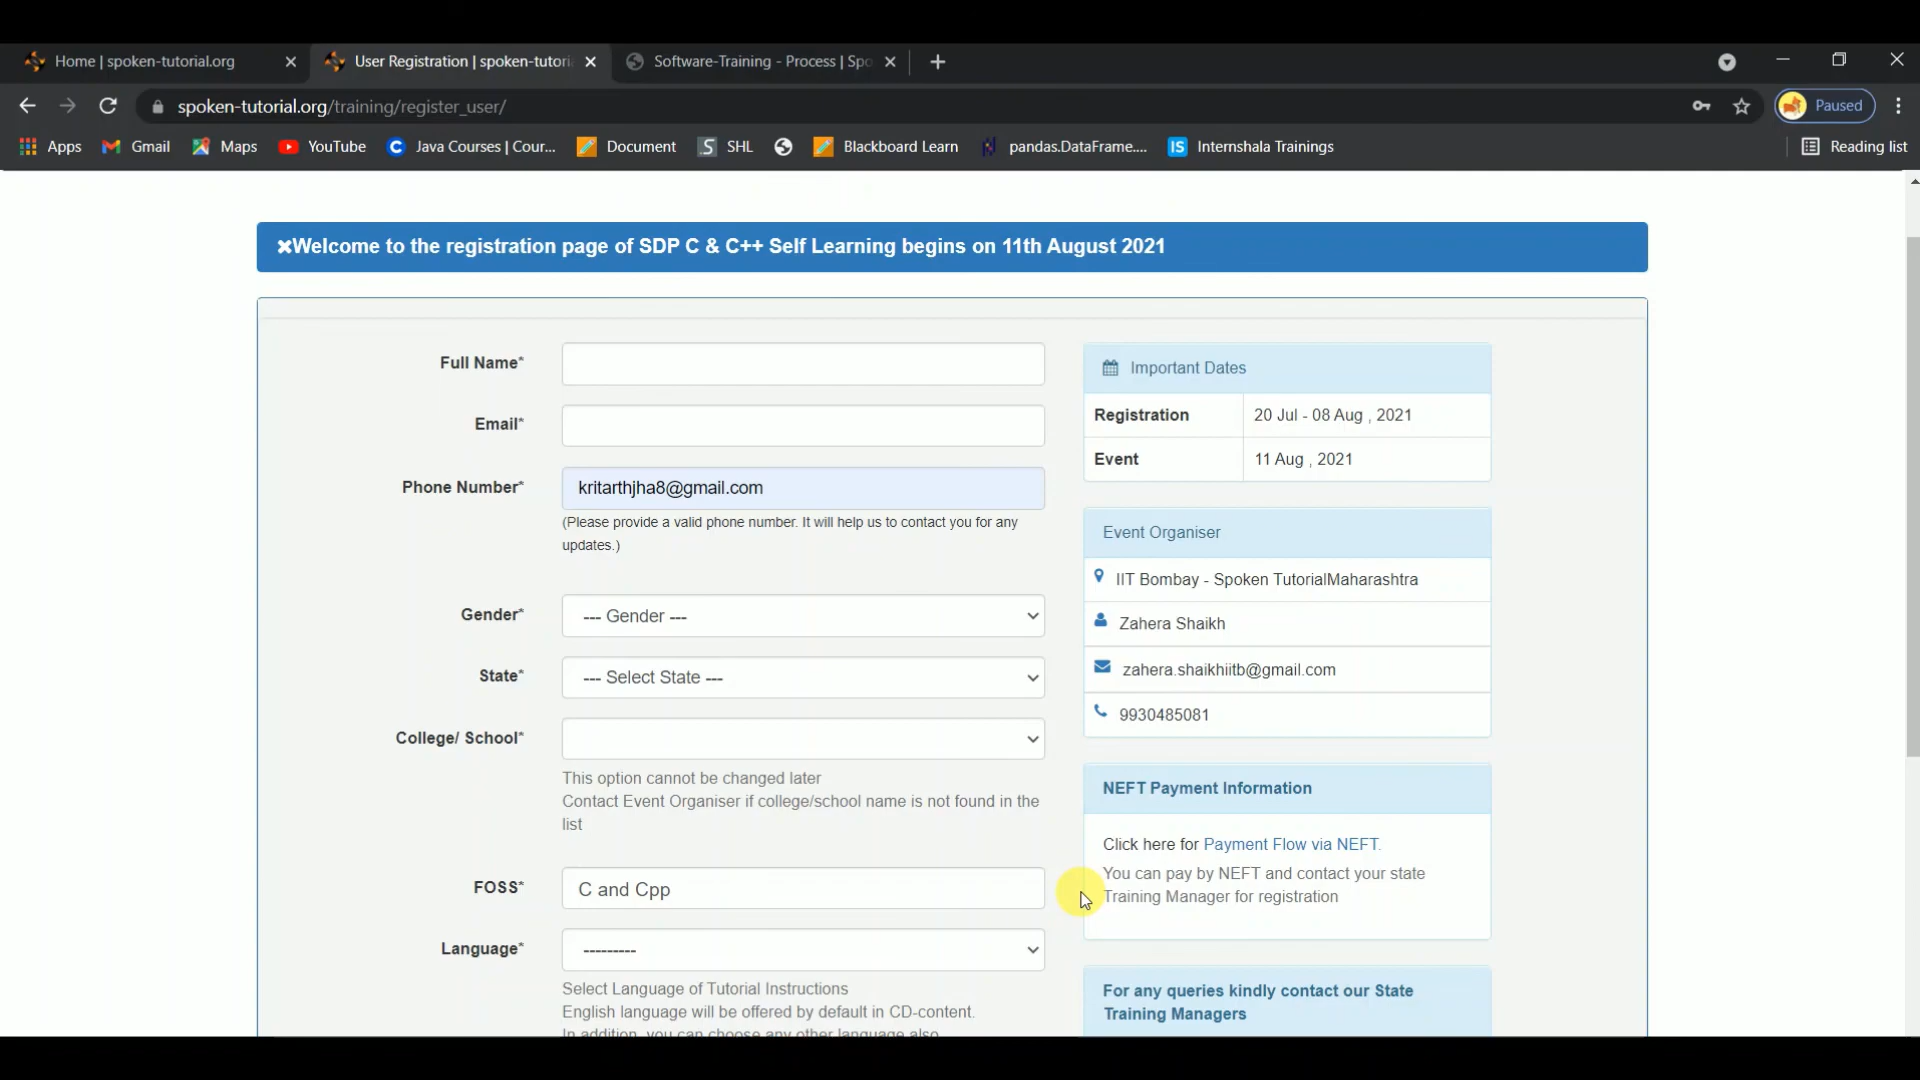 Home | spoken-tutorial.org
User Registration | spoken-tutori
Software-Training - Process | Spo
spoken-tutorial.org/training/register_user/
Paused
Apps
Gmail
Maps
YouTube
Java Courses | Cour...
Document
SHL
Blackboard Learn
pandas.DataFrame....
IS
Internshala Trainings
Reading list
Welcome to the registration page of SDP C & C++ Self Learning begins on 11th August 2021
Full Name*
Email*
Phone Number*
kritarthjha8@gmail.com
(Please provide a valid phone number. It will help us to contact you for any
updates.)
Gender*
--- Gender ---
State*
--- Select State ---
College/ School*
This option cannot be changed later
Contact Event Organiser if college/school name is not found in the
list
FOSS*
C and Cpp
Language*
---------
Select Language of Tutorial Instructions
English language will be offered by default in CD-content.
In addition, you can choose any other language also
Important Dates
Registration
20 Jul - 08 Aug , 2021
Event
11 Aug , 2021
Event Organiser
IIT Bombay - Spoken TutorialMaharashtra
Zahera Shaikh
zahera.shaikhiitb@gmail.com
9930485081
NEFT Payment Information
Click here for Payment Flow via NEFT.
You can pay by NEFT and contact your state
Training Manager for registration
For any queries kindly contact our State
Training Managers